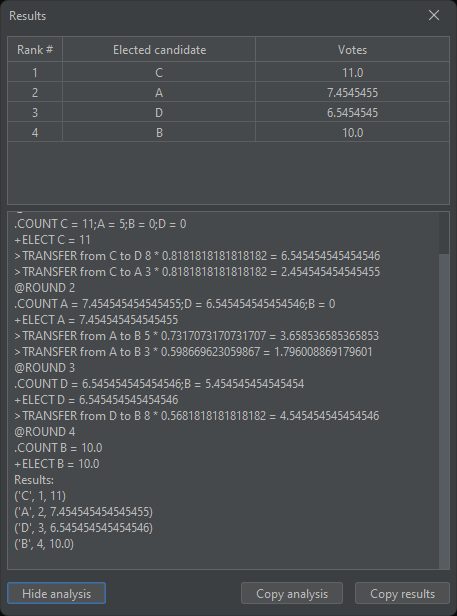 Results
Rank # Elected candidate Votes
1 C 11.0
2 A 7.4545455
3 D 6.5454545
4 B 10.0
.COUNT C = 11;A = 5;B = 0;D = 0
+ELECT C = 11
>TRANSFER from C to D 8 * 0.8181818181818182 = 6.545454545454546
>TRANSFER from C to A 3 * 0.8181818181818182 = 2.454545454545455
@ROUND 2
.COUNT A = 7.454545454545455;D = 6.545454545454546;B = 0
+ELECT A = 7.454545454545455
>TRANSFER from A to B 5 * 0.7317073170731707 = 3.658536585365853
>TRANSFER from A to B 3 * 0.598669623059867 = 1.796008869179601
@ROUND 3
.COUNT D = 6.545454545454546;B = 5.454545454545454
+ELECT D = 6.545454545454546
>TRANSFER from D to B 8 * 0.5681818181818182 = 4.545454545454546
@ROUND 4
.COUNT B = 10.0
+ELECT B = 10.0
Results:
('C', 1, 11)
('A', 2, 7.454545454545455)
('D', 3, 6.545454545454546)
('B', 4, 10.0)
Hide analysis Copy analysis Copy results